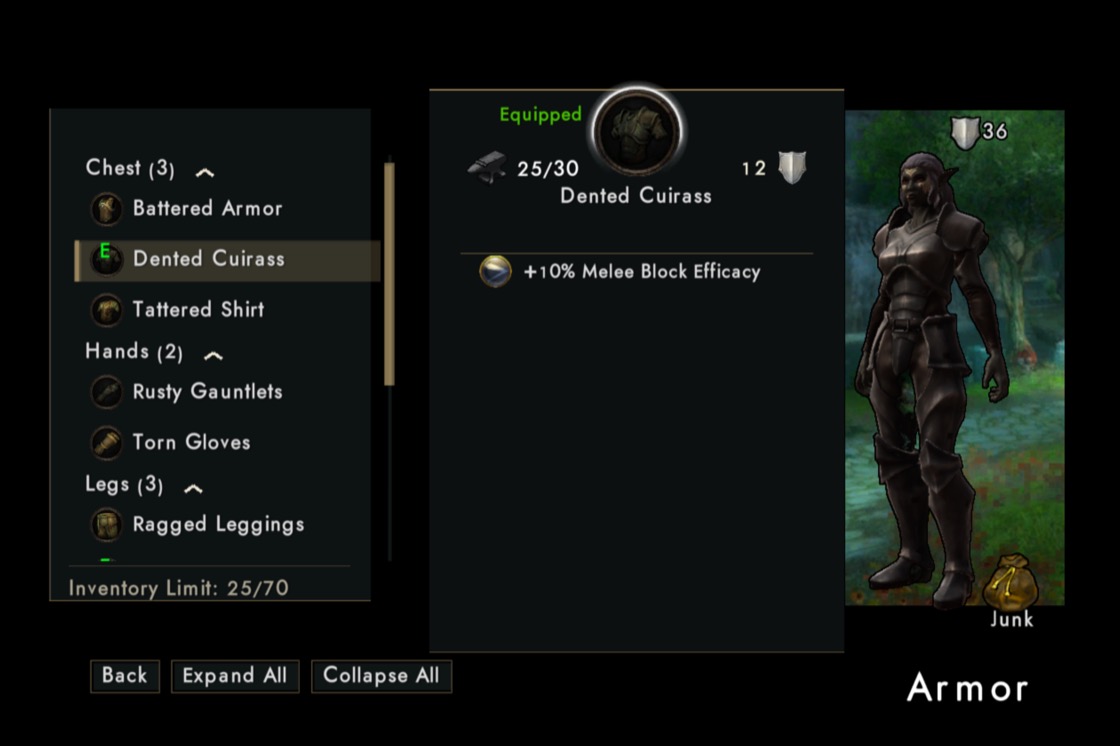 Chest (3)
Battered Armor
E
Dented Cuirass
Tattered Shirt
Hands (2)
Rusty Gauntlets
Torn Gloves
Legs (3)
Ragged Leggings
Inventory Limit: 25/70
Equipped
25/30
12
Dented Cuirass
+10% Melee Block Efficacy
36
Junk
Back
Expand All
Collapse All
Armor